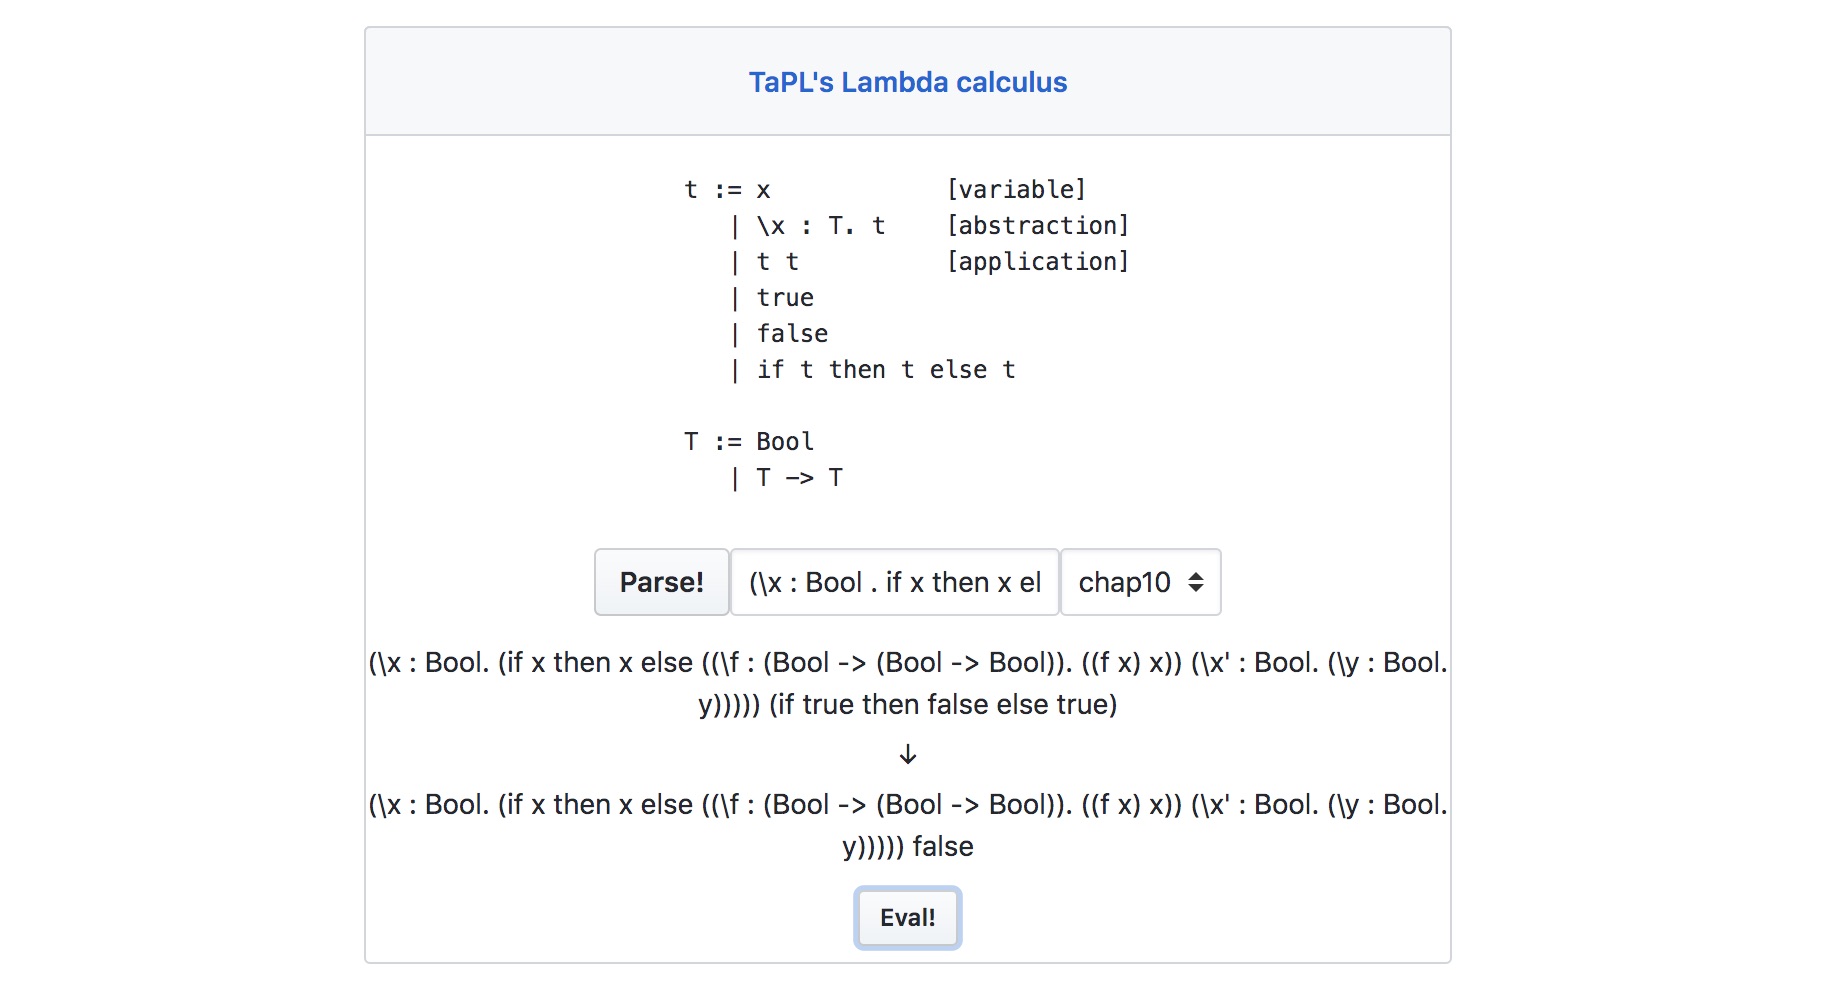 TaPL's Lambda calculus
t := x [variable]
| \x : T. t [abstraction]
| t t [application]
| true
| false
| if t then t else t
T := Bool
| T -> T
Parse! (\x : Bool . if x then x el chap10
(\x : Bool. (if x then x else ((\f : (Bool -> (Bool -> Bool)). ((f x) x)) (\x' : Bool. (\y : Bool.
y))))) (if true then false else true)
↓
(\x : Bool. (if x then x else ((\f : (Bool -> (Bool -> Bool)). ((f x) x)) (\x' : Bool. (\y : Bool.
y))))) false
Eval!